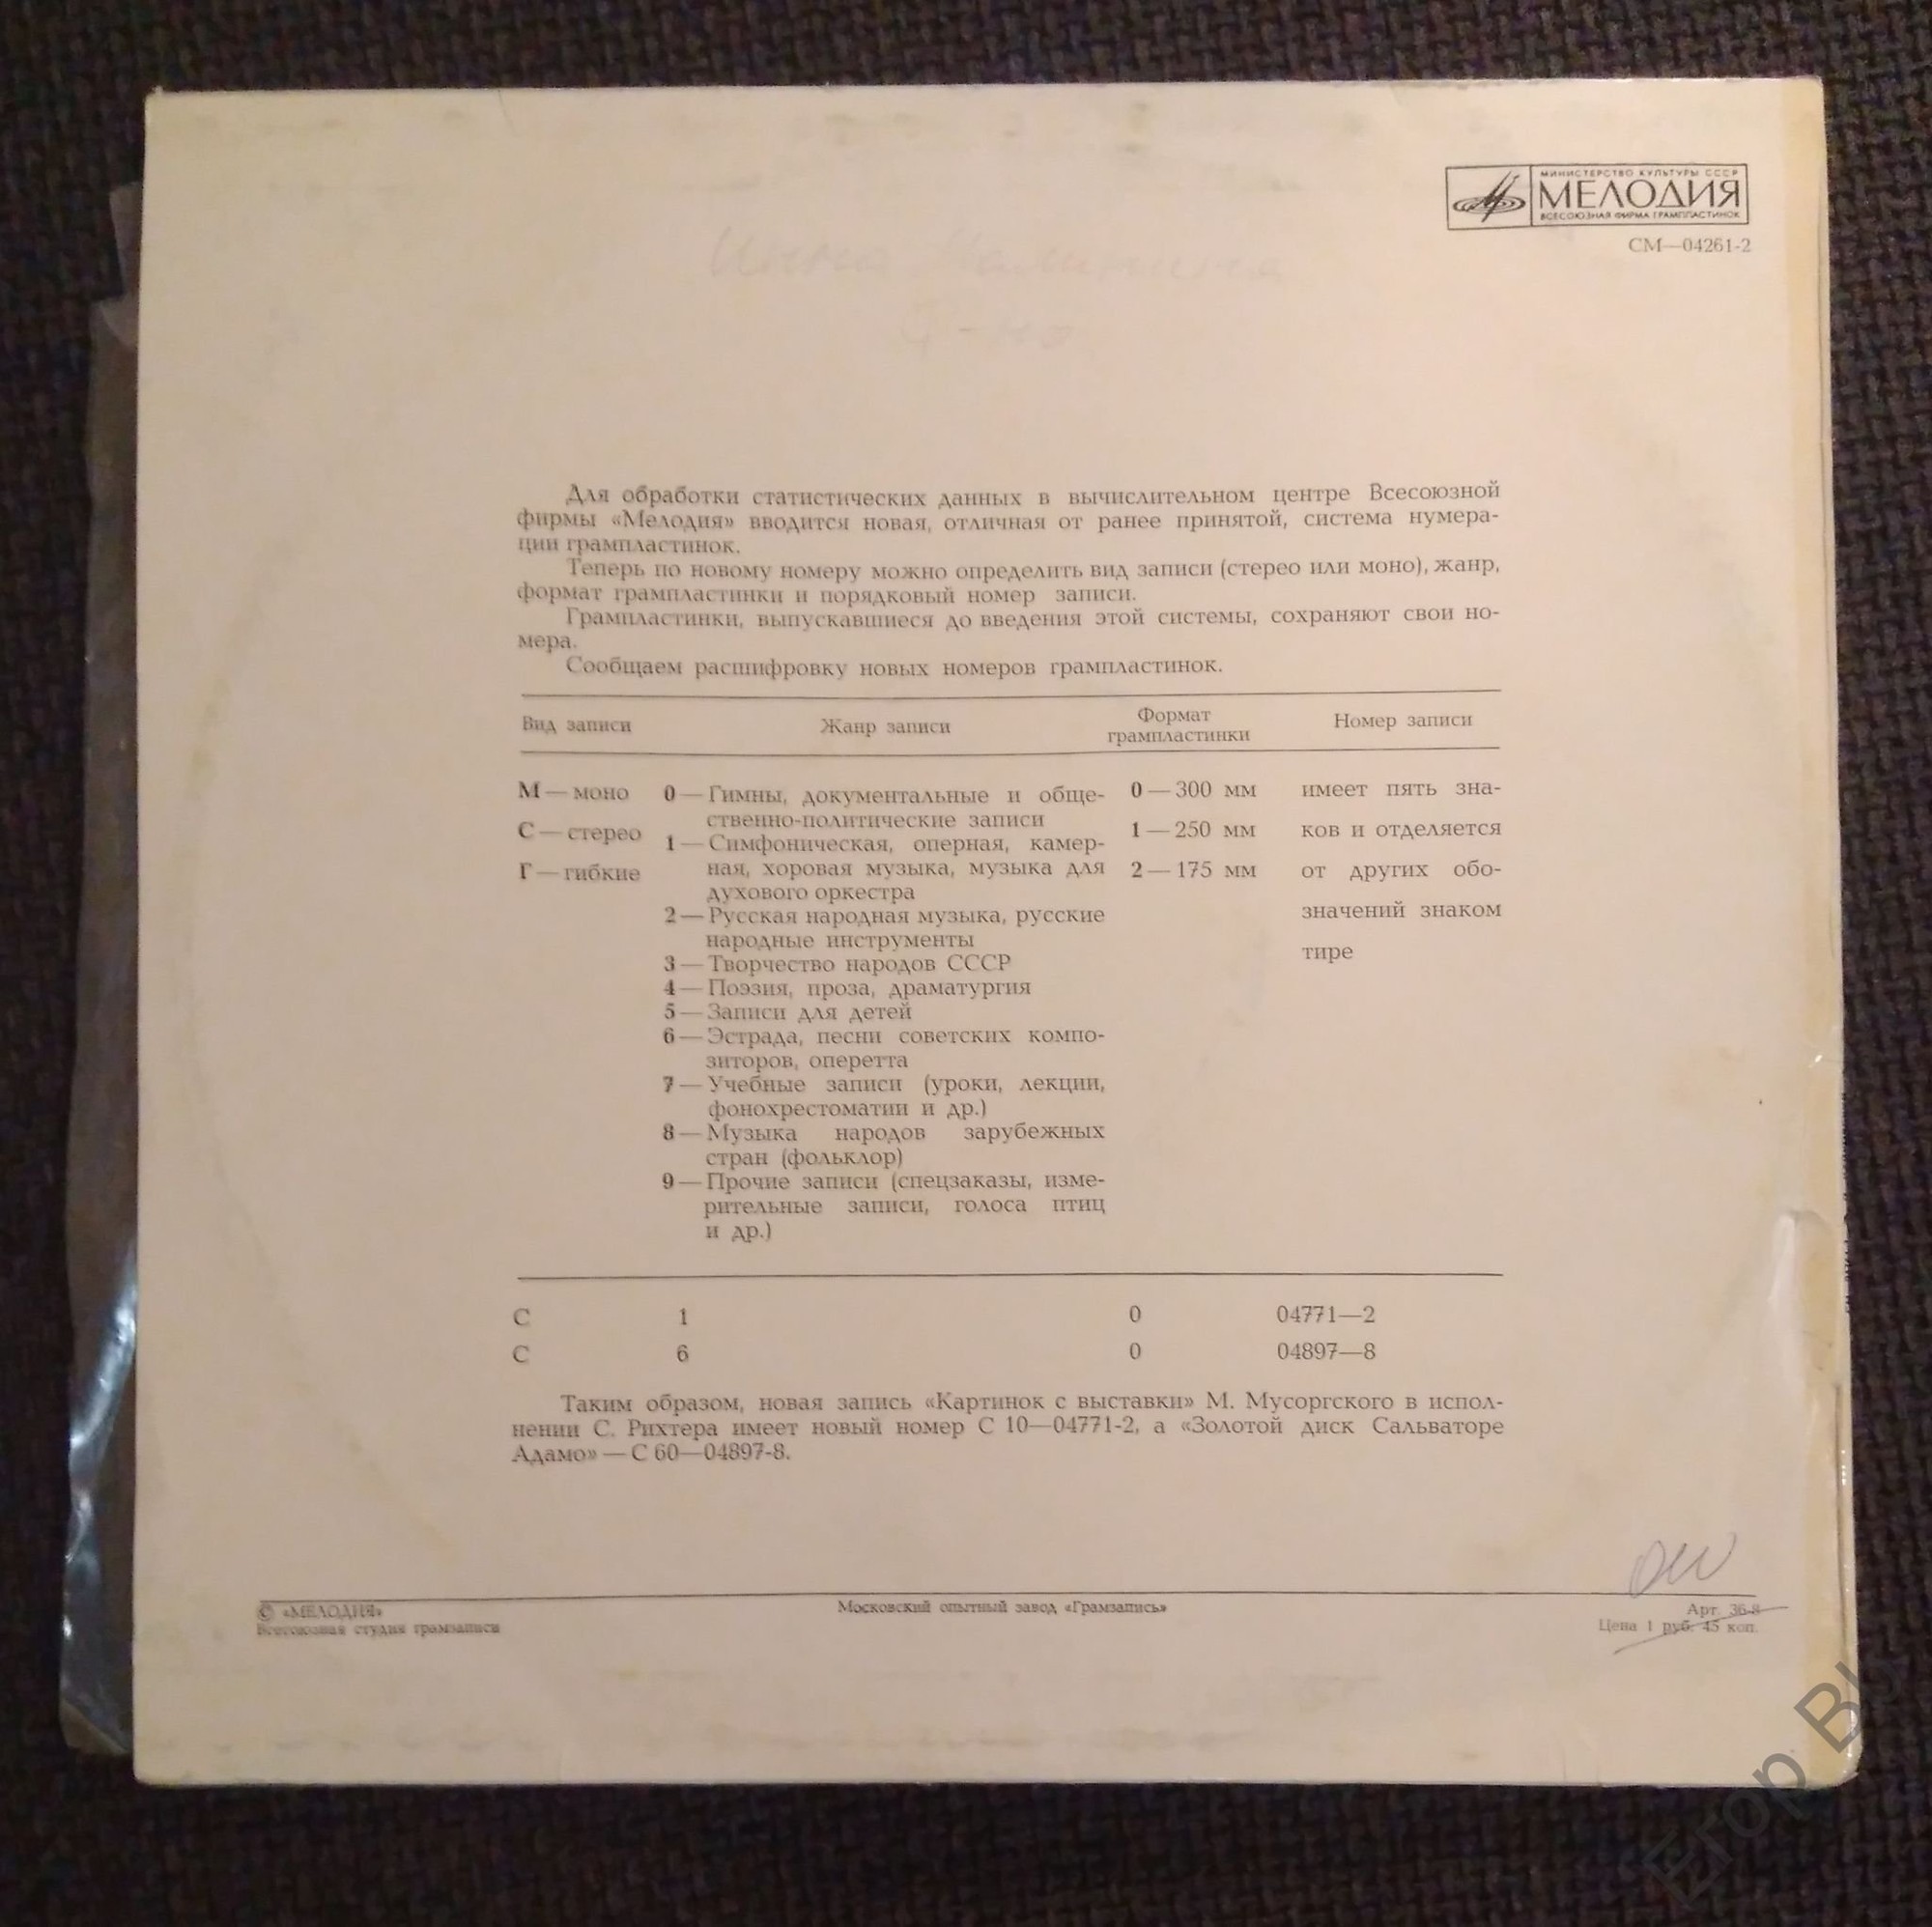 МИНИСТЕРСТВО КУЛЬТУРЫ СССР
МЕЛОДИЯ
ВСЕСОЮЗНАЯ ФИРМА ГРАМПЛАСТИНОК
СМ—04261-2
Для обработки статистических данных в вычислительном центре Всесоюзной
фирмы «Мелодия» вводится новая, отличная от ранее принятой, система нумера-
ции грампластинок.
Теперь по новому номеру можно определить вид записи (стерео или моно), жанр,
формат грампластинки и порядковый номер записи.
Грампластинки, выпускавшиеся до введения этой системы, сохраняют свои но-
мера.
Сообщаем расшифровку новых номеров грампластинок.
Вид записи Жанр записи Формат грампластинки Номер записи
М — моно
С — стерео
Г — гибкие
0 — Гимны, документальные и обще-
ственно-политические записи
1 — Симфоническая, оперная, камер-
ная, хоровая музыка, музыка для
духового оркестра
2 — Русская народная музыка, русские
народные инструменты
3 — Творчество народов СССР
4 — Поэзия, проза, драматургия
5 — Записи для детей
6 — Эстрада, песни советских компо-
зиторов, оперетта
7 — Учебные записи (уроки, лекции,
фонохрестоматии и др.)
8 — Музыка народов зарубежных
стран (фольклор)
9 — Прочие записи (спецзаказы, изме-
рительные записи, голоса птиц
и др.)
0 — 300 мм
1 — 250 мм
2 — 175 мм
имеет пять зна-
ков и отделяется
от других обо-
значений знаком
тире
С 1 0 04771—2
С 6 0 04897—8
Таким образом, новая запись «Картинок с выставки» М. Мусоргского в испол-
нении С. Рихтера имеет новый номер С 10—04771-2, а «Золотой диск Сальваторе
Адамо» — С 60—04897-8.
© «МЕЛОДИЯ»
Всесоюзная студия грамзаписи
Московский опытный завод «Грамзапись»
Арт. 36-8
Цена 1 руб. 45 коп.
Егор